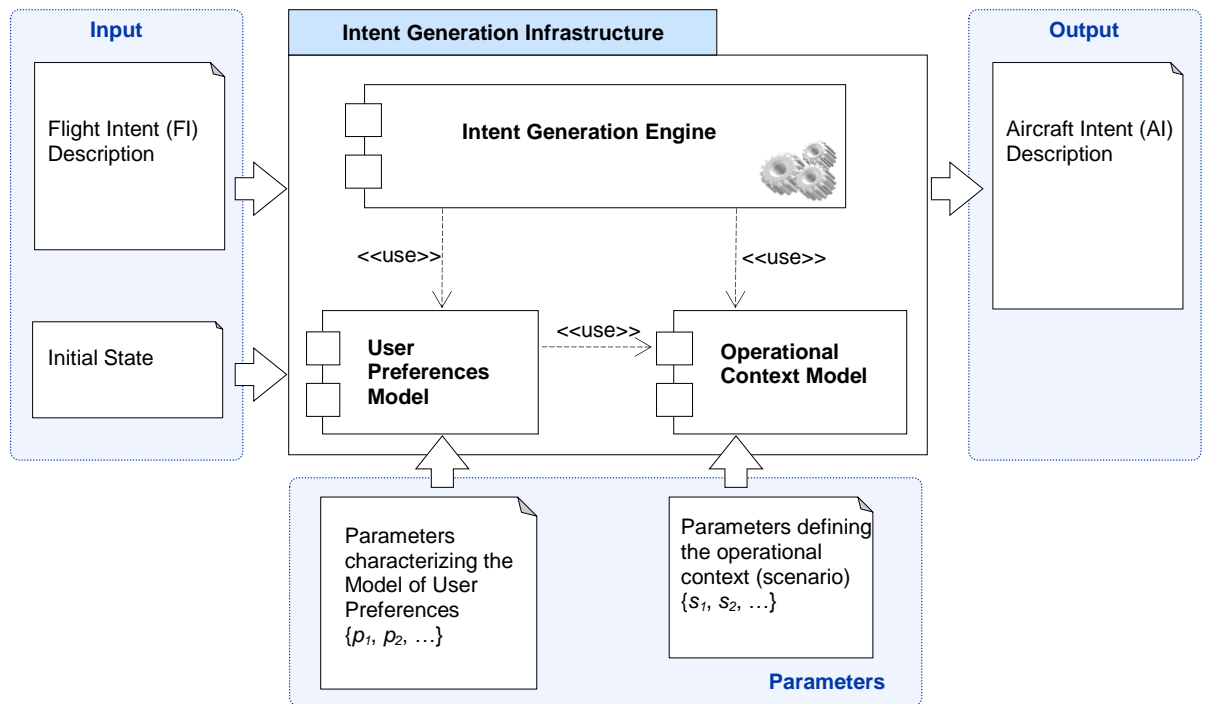 Input
Intent Generation Infrastructure
Output
Flight Intent (FI)
Description
Intent Generation Engine
Aircraft Intent (AI)
Description
<<use>>
<<use>>
Initial State
User
Preferences
Model
<<use>>
Operational
Context Model
Parameters
characterizing the
Model of User
Preferences
{p1, p2, …}
Parameters defining
the operational
context (scenario)
{s1, s2, …}
Parameters